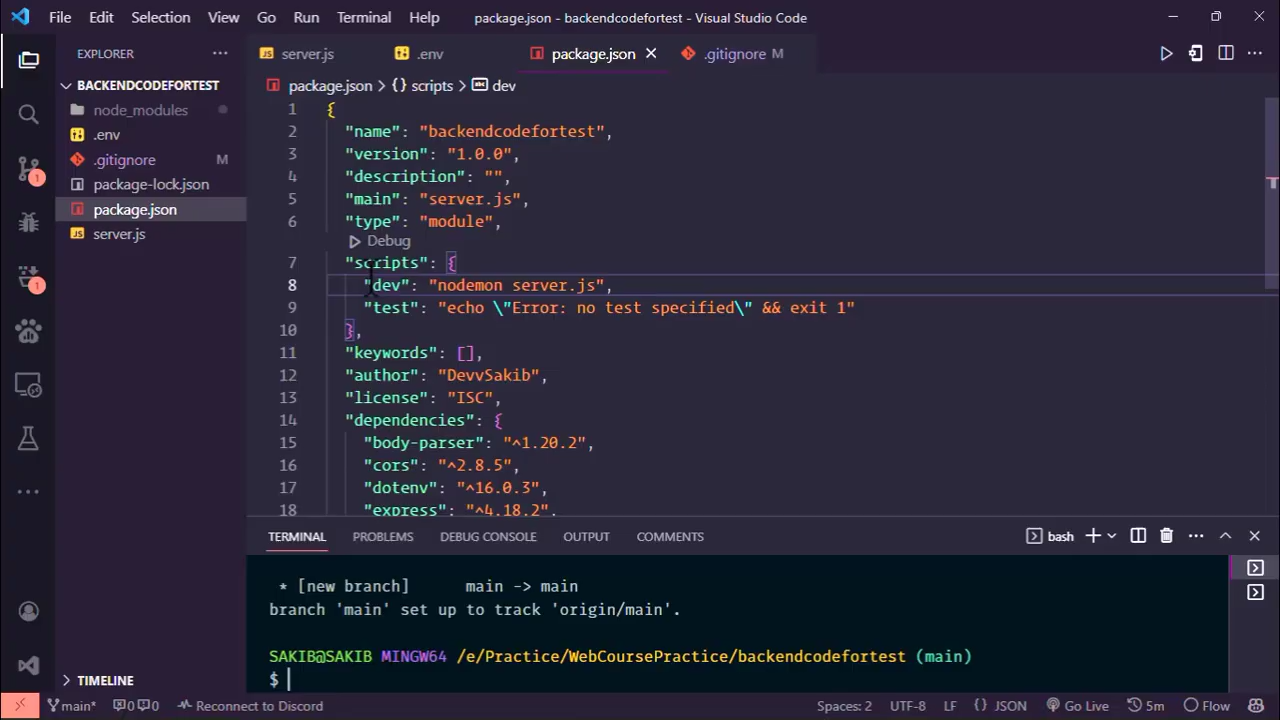 File Edit Selection View Go Run Terminal Help package.json - backendcodefortest - Visual Studio Code
EXPLORER
BACKENDCODEFORTEST
node_modules
.env
.gitignore M
package-lock.json
package.json
server.js
TIMELINE
server.js .env package.json .gitignore M
package.json > {} scripts > dev
1 {
2 "name": "backendcodefortest",
3 "version": "1.0.0",
4 "description": "",
5 "main": "server.js",
6 "type": "module",
Debug
7 "scripts": {
8 "dev": "nodemon server.js",
9 "test": "echo \"Error: no test specified\" && exit 1"
10 },
11 "keywords": [],
12 "author": "DevvSakib",
13 "license": "ISC",
14 "dependencies": {
15 "body-parser": "^1.20.2",
16 "cors": "^2.8.5",
17 "dotenv": "^16.0.3",
18 "express": "^4.18.2",
TERMINAL PROBLEMS DEBUG CONSOLE OUTPUT COMMENTS bash
* [new branch] main -> main
branch 'main' set up to track 'origin/main'.
SAKIB@SAKIB MINGW64 /e/Practice/WebCoursePractice/backendcodefortest (main)
$
1
1
main* 0 0 Reconnect to Discord Spaces: 2 UTF-8 LF {} JSON Go Live 5m Flow